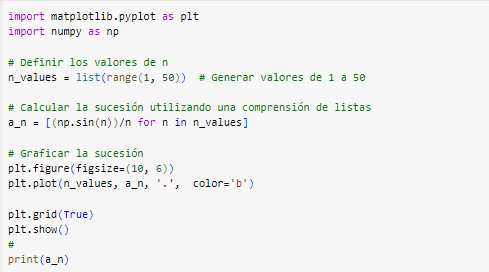 import matplotlib.pyplot as plt
import numpy as np
# Definir los valores de n
n_values = list(range(1, 50))  # Generar valores de 1 a 50
# Calcular la sucesión utilizando una comprensión de listas
a_n = [(np.sin(n))/n for n in n_values]
# Graficar la sucesión
plt.figure(figsize=(10, 6))
plt.plot(n_values, a_n, '.',  color='b')
plt.grid(True)
plt.show()
#
print(a_n)